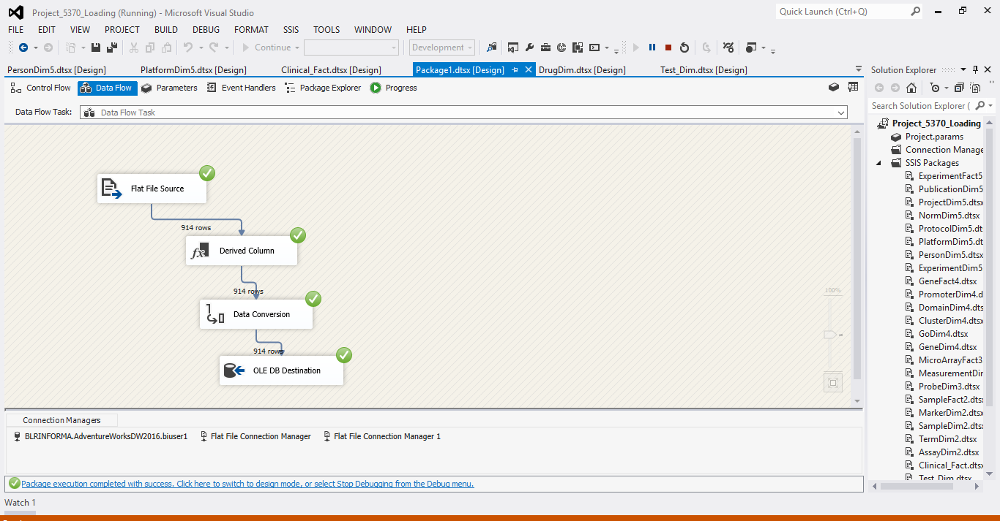 Project_5370_Loading (Running) - Microsoft Visual Studio
Quick Launch (Ctrl+Q)
FILE EDIT VIEW PROJECT BUILD DEBUG FORMAT SSIS TOOLS WINDOW HELP
Continue
Development
PersonDim5.dtsx [Design] PlatformDim5.dtsx [Design] Clinical_Fact.dtsx [Design] Package1.dtsx [Design] DrugDim.dtsx [Design] Test_Dim.dtsx [Design]
Control Flow Data Flow Parameters Event Handlers Package Explorer Progress
Data Flow Task: Data Flow Task
Flat File Source
914 rows
fx Derived Column
914 rows
Data Conversion
914 rows
OLE DB Destination
100%
Connection Managers
BLRINFORMA.AdventureWorksDW2016.biuser1 Flat File Connection Manager Flat File Connection Manager 1
Package execution completed with success. Click here to switch to design mode, or select Stop Debugging from the Debug menu.
Watch 1
Solution Explorer
Search Solution Explorer (
Project_5370_Loading
Project.params
Connection Manage
SSIS Packages
ExperimentFact5
PublicationDim5
ProjectDim5.dtsx
NormDim5.dtsx
ProtocolDim5.dt
PlatformDim5.dt
PersonDim5.dtsx
ExperimentDim5
GeneFact4.dtsx
PromoterDim4.d
DomainDim4.dtsx
ClusterDim4.dtsx
GoDim4.dtsx
GeneDim4.dtsx
MicroArrayFact3
MeasurementDir
ProbeDim3.dtsx
SampleFact2.dtsx
MarkerDim2.dtsx
SampleDim2.dtsx
TermDim2.dtsx
AssayDim2.dtsx
Clinical_Fact.dtsx
Test_Dim.dtsx